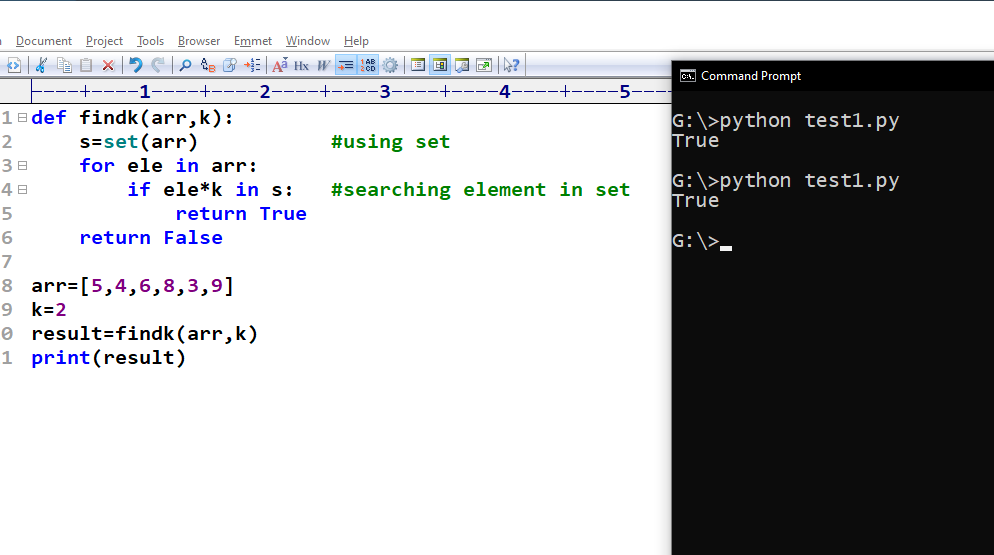 Document Project Tools Browser Emmet Window Help
Hx W
----+----1----+----2----+----3----+----4----+----5----
1 def findk(arr,k):
2 s=set(arr) #using set
3 for ele in arr:
4 if ele*k in s: #searching element in set
5 return True
6 return False
7
8 arr=[5,4,6,8,3,9]
9 k=2
0 result=findk(arr,k)
1 print(result)
Command Prompt
G:\>python test1.py
True
G:\>python test1.py
True
G:\>